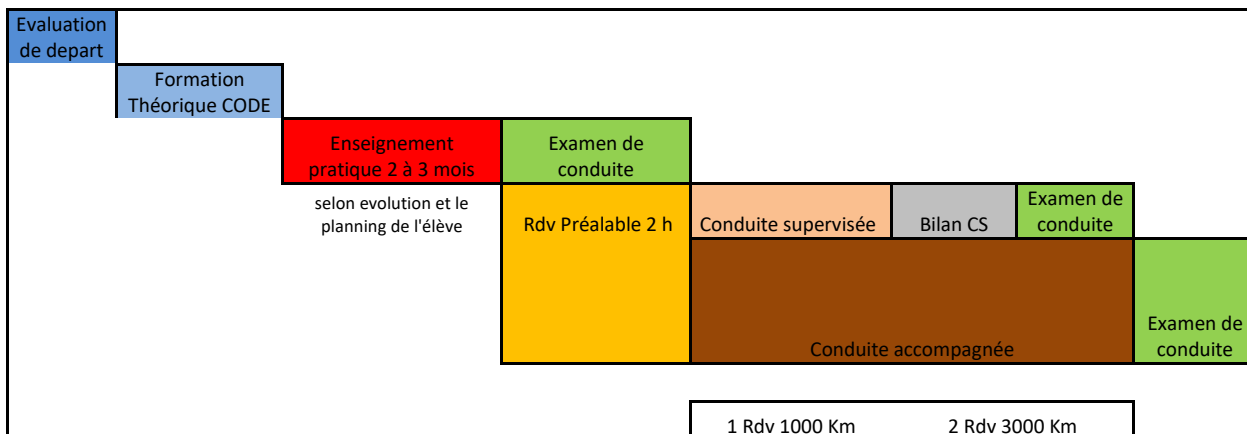 Evaluation
de depart
Formation
Théorique CODE
Enseignement
pratique 2 à 3 mois
Examen de
conduite
selon evolution et le
planning de l'élève
Rdv Préalable 2 h
Conduite supervisée
Bilan CS
Examen de
conduite
Conduite accompagnée
Examen de
conduite
1 Rdv 1000 Km
2 Rdv 3000 Km